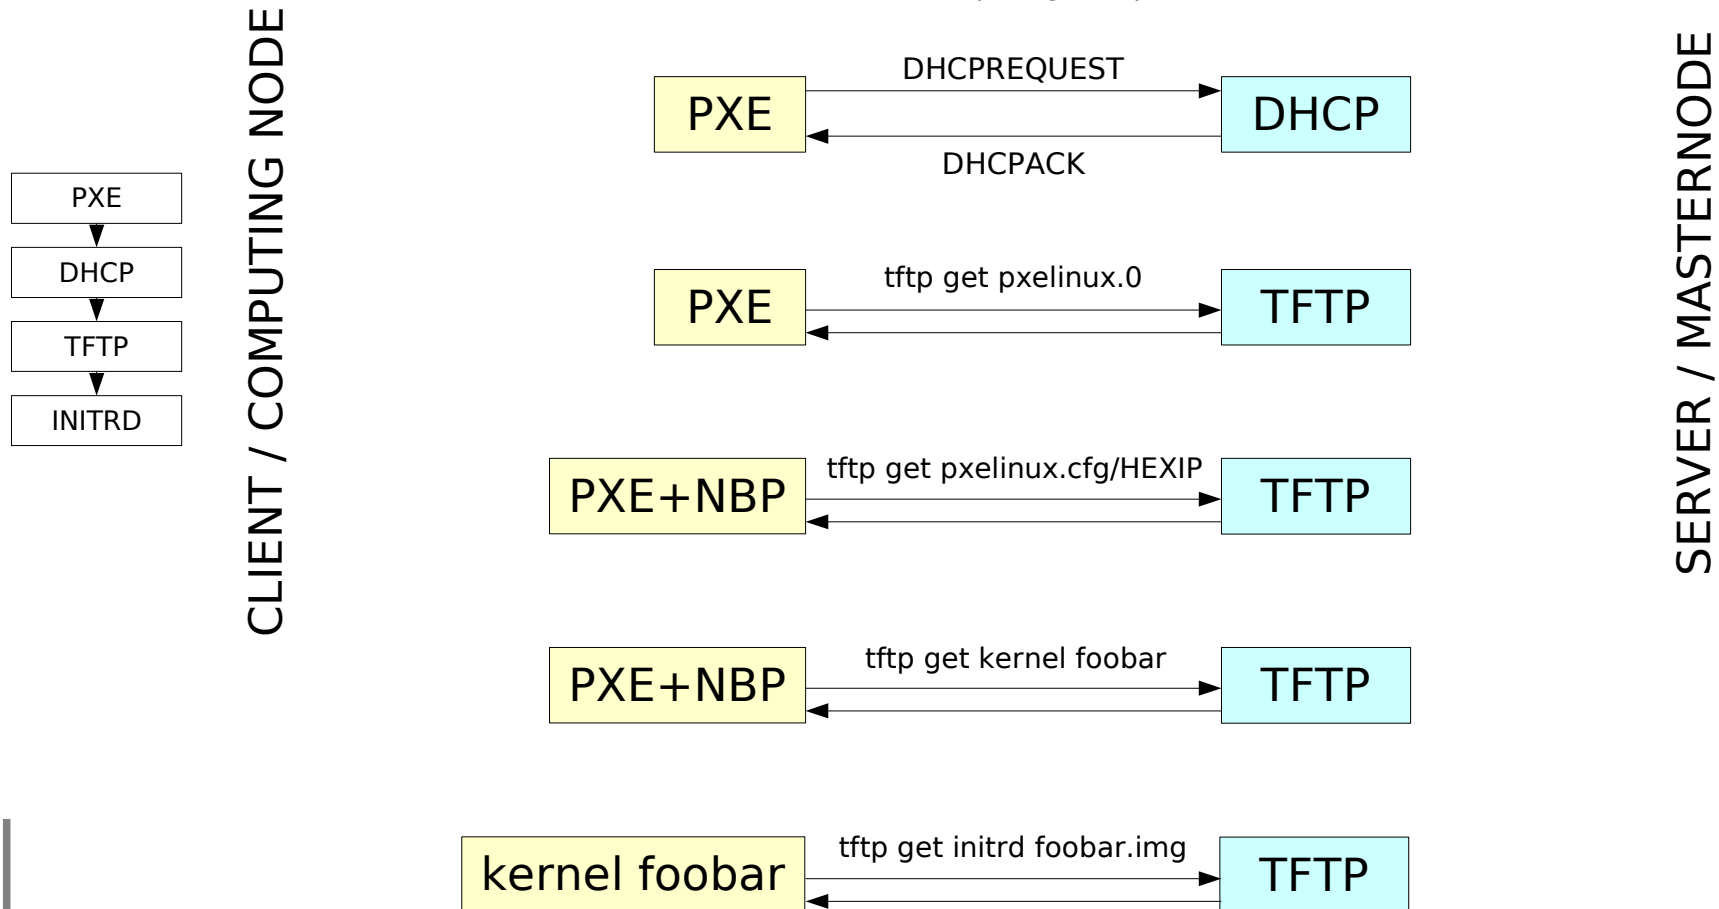 PXE
DHCP
TFTP
INITRD
CLIENT / COMPUTING NODE
DHCPREQUEST
PXE
DHCP
DHCPACK
tftp get pxelinux.0
PXE
TFTP
tftp get pxelinux.cfg/HEXIP
PXE+NBP
TFTP
tftp get kernel foobar
PXE+NBP
TFTP
tftp get initrd foobar.img
kernel foobar
TFTP
SERVER / MASTERNODE